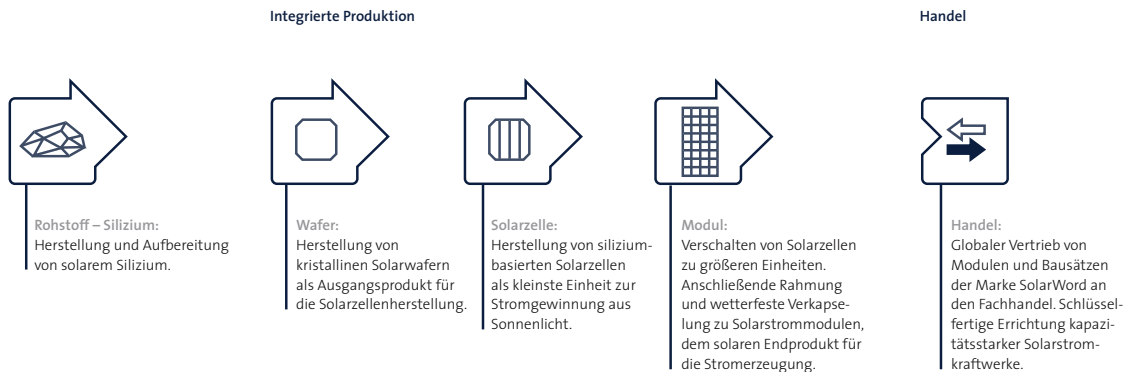 Integrierte Produktion
Handel
Rohstoff – Silizium:
Herstellung und Aufbereitung
von solarem Silizium.
Wafer:
Herstellung von
kristallinen Solarwafern
als Ausgangsprodukt für
die Solarzellenherstellung.
Solarzelle:
Herstellung von silizium-
basierten Solarzellen
als kleinste Einheit zur
Stromgewinnung aus
Sonnenlicht.
Modul:
Verschalten von Solarzellen
zu größeren Einheiten.
Anschließende Rahmung
und wetterfeste Verkapse-
lung zu Solarstrommodulen,
dem solaren Endprodukt für
die Stromerzeugung.
Handel:
Globaler Vertrieb von
Modulen und Bausätzen
der Marke SolarWord an
den Fachhandel. Schlüssel-
fertige Errichtung kapazi-
tätsstarker Solarstrom-
kraftwerke.